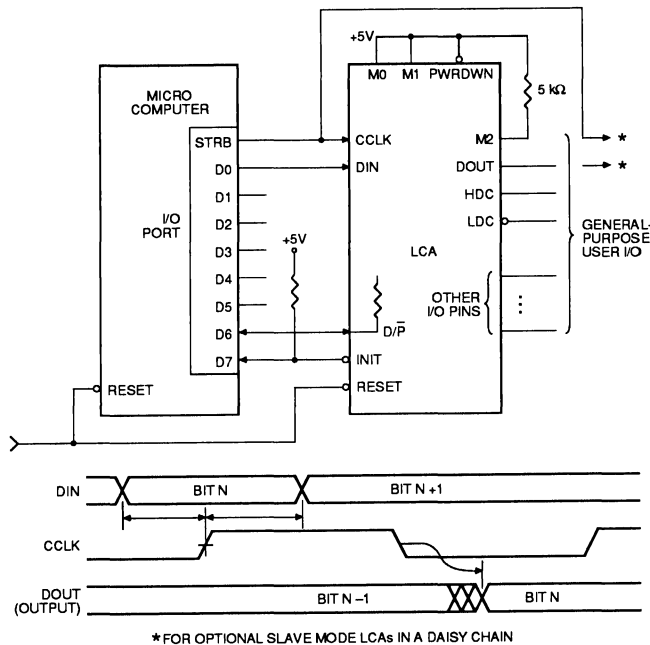 +5V
M0 M1 PWRDWN
5 kΩ
MICRO
COMPUTER
STRB
D0
D1
D2
D3
D4
D5
D6
D7
I/O
PORT
RESET
+5V
CCLK
DIN
LCA
D/P̅
INIT
RESET
M2
DOUT
HDC
LDC
OTHER
I/O PINS
⋮
*
*
GENERAL-
PURPOSE
USER I/O
DIN
BIT N
BIT N +1
CCLK
DOUT
(OUTPUT)
BIT N –1
BIT N
*FOR OPTIONAL SLAVE MODE LCAs IN A DAISY CHAIN